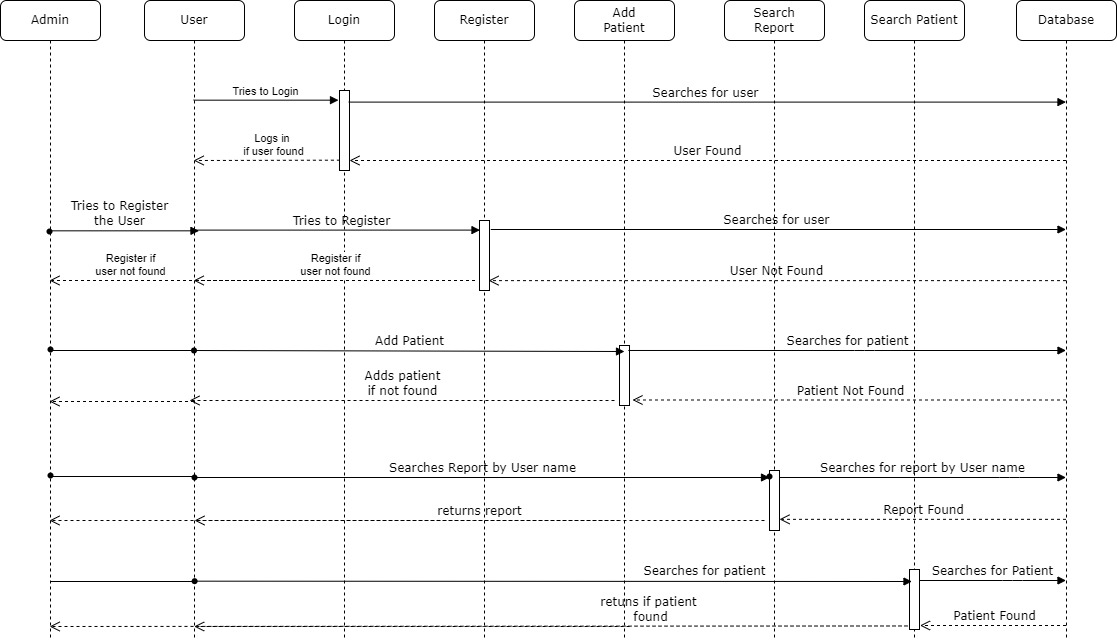 Admin
User
Login
Register
Add
Patient
Search
Report
Search Patient
Database
Tries to Login
Searches for user
Logs in
if user found
User Found
Tries to Register
the User
Tries to Register
Searches for user
Register if
user not found
Register if
user not found
User Not Found
Add Patient
Searches for patient
Adds patient
if not found
Patient Not Found
Searches Report by User name
Searches for report by User name
returns report
Report Found
Searches for patient
Searches for Patient
retuns if patient
found
Patient Found